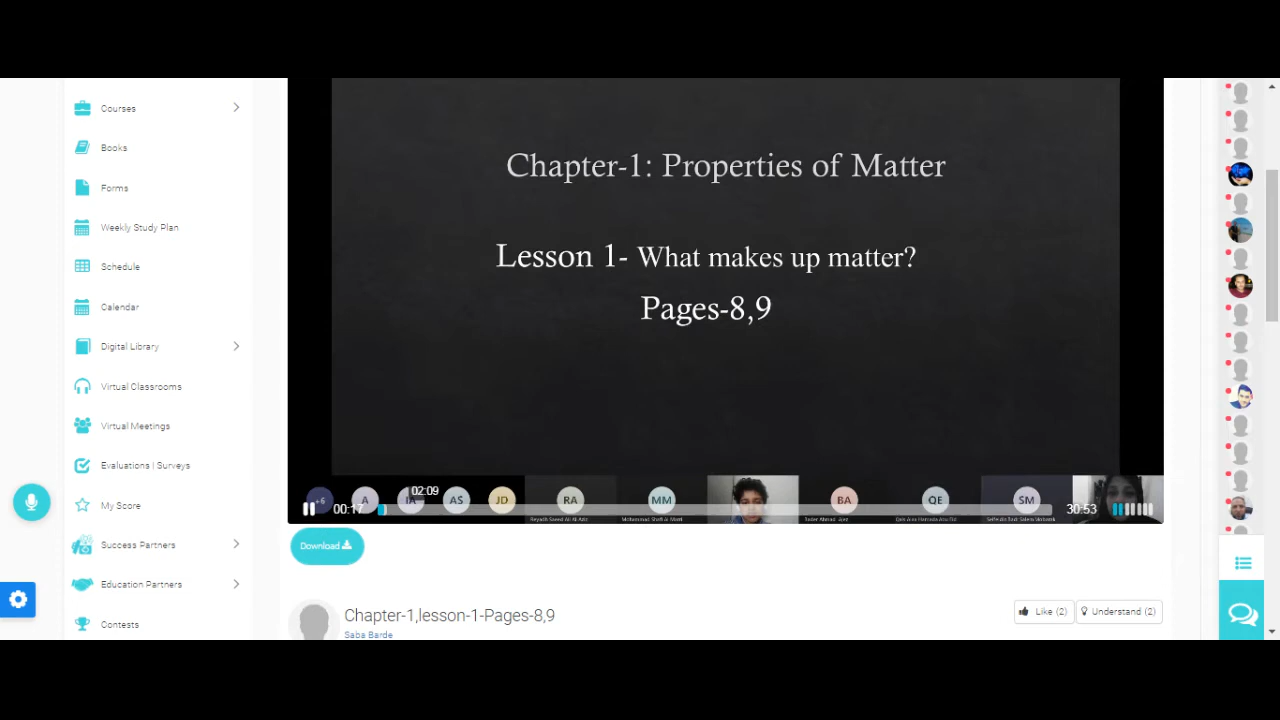 Courses
Books
Forms
Weekly Study Plan
Schedule
Calendar
Digital Library
Virtual Classrooms
Virtual Meetings
Evaluations | Surveys
My Score
Success Partners
Education Partners
Contests
Chapter-1: Properties of Matter
Lesson 1- What makes up matter?
Pages-8,9
+6
A
AS
JD
RA
MM
BA
QE
SM
02:09
00:17
30:53
Download
Chapter-1,lesson-1-Pages-8,9
Saba Barde
Like (2)
Understand (2)